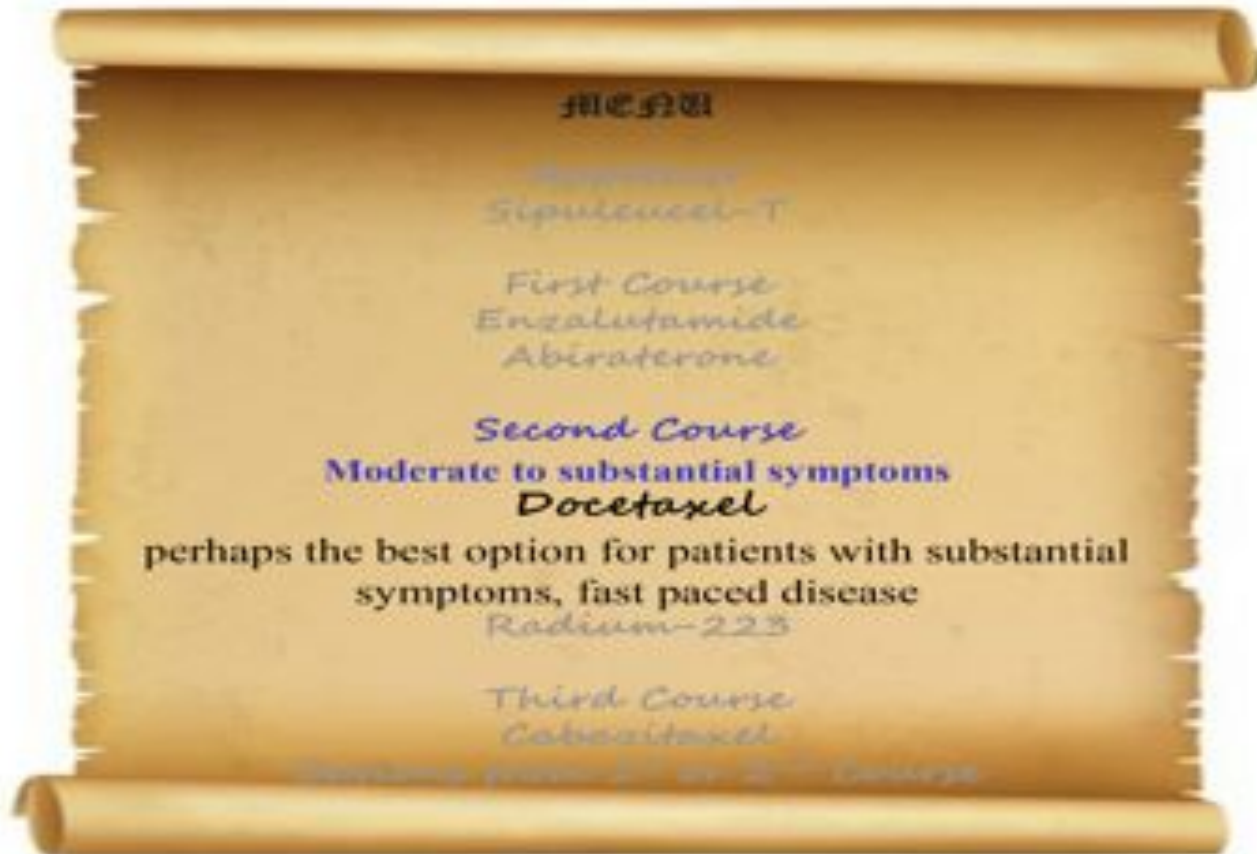 MENU
Sipuleucel-T
First Course
Enzalutamide
Abiraterone
Second Course
Moderate to substantial symptoms
Docetaxel
perhaps the best option for patients with substantial
symptoms, fast paced disease
Radium-223
Third Course
Cabazitaxel
Course